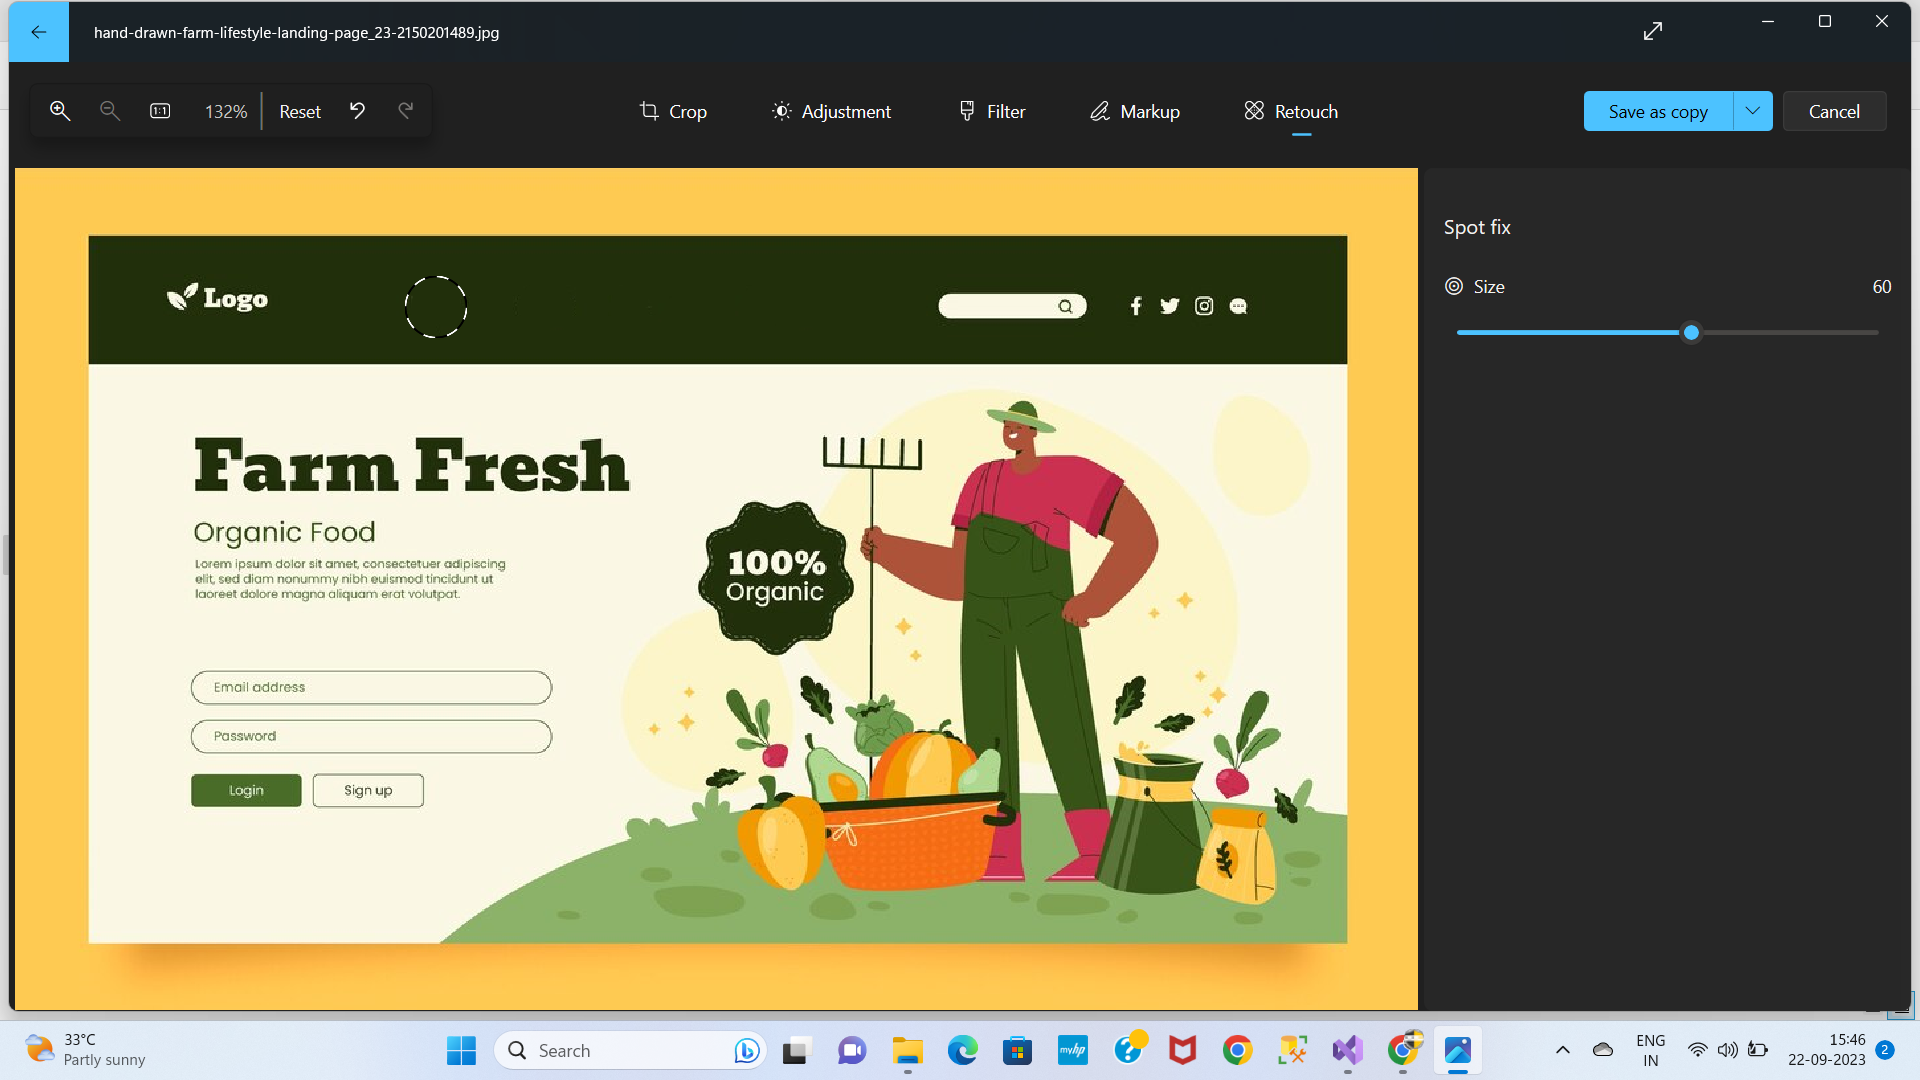 hand-drawn-farm-lifestyle-landing-page_23-2150201489.jpg
1:1
132%
Reset
Crop
Adjustment
Filter
Markup
Retouch
Save as copy
Cancel
Spot fix
Size
60
Logo
Farm Fresh
Organic Food
Lorem ipsum dolor sit amet, consectetuer adipiscing
elit, sed diam nonummy nibh euismod tincidunt ut
laoreet dolore magna aliquam erat volutpat.
100%
Organic
Email address
Password
Login
Sign up
33°C
Partly sunny
Search
myhp
ENG
IN
15:46
22-09-2023
2